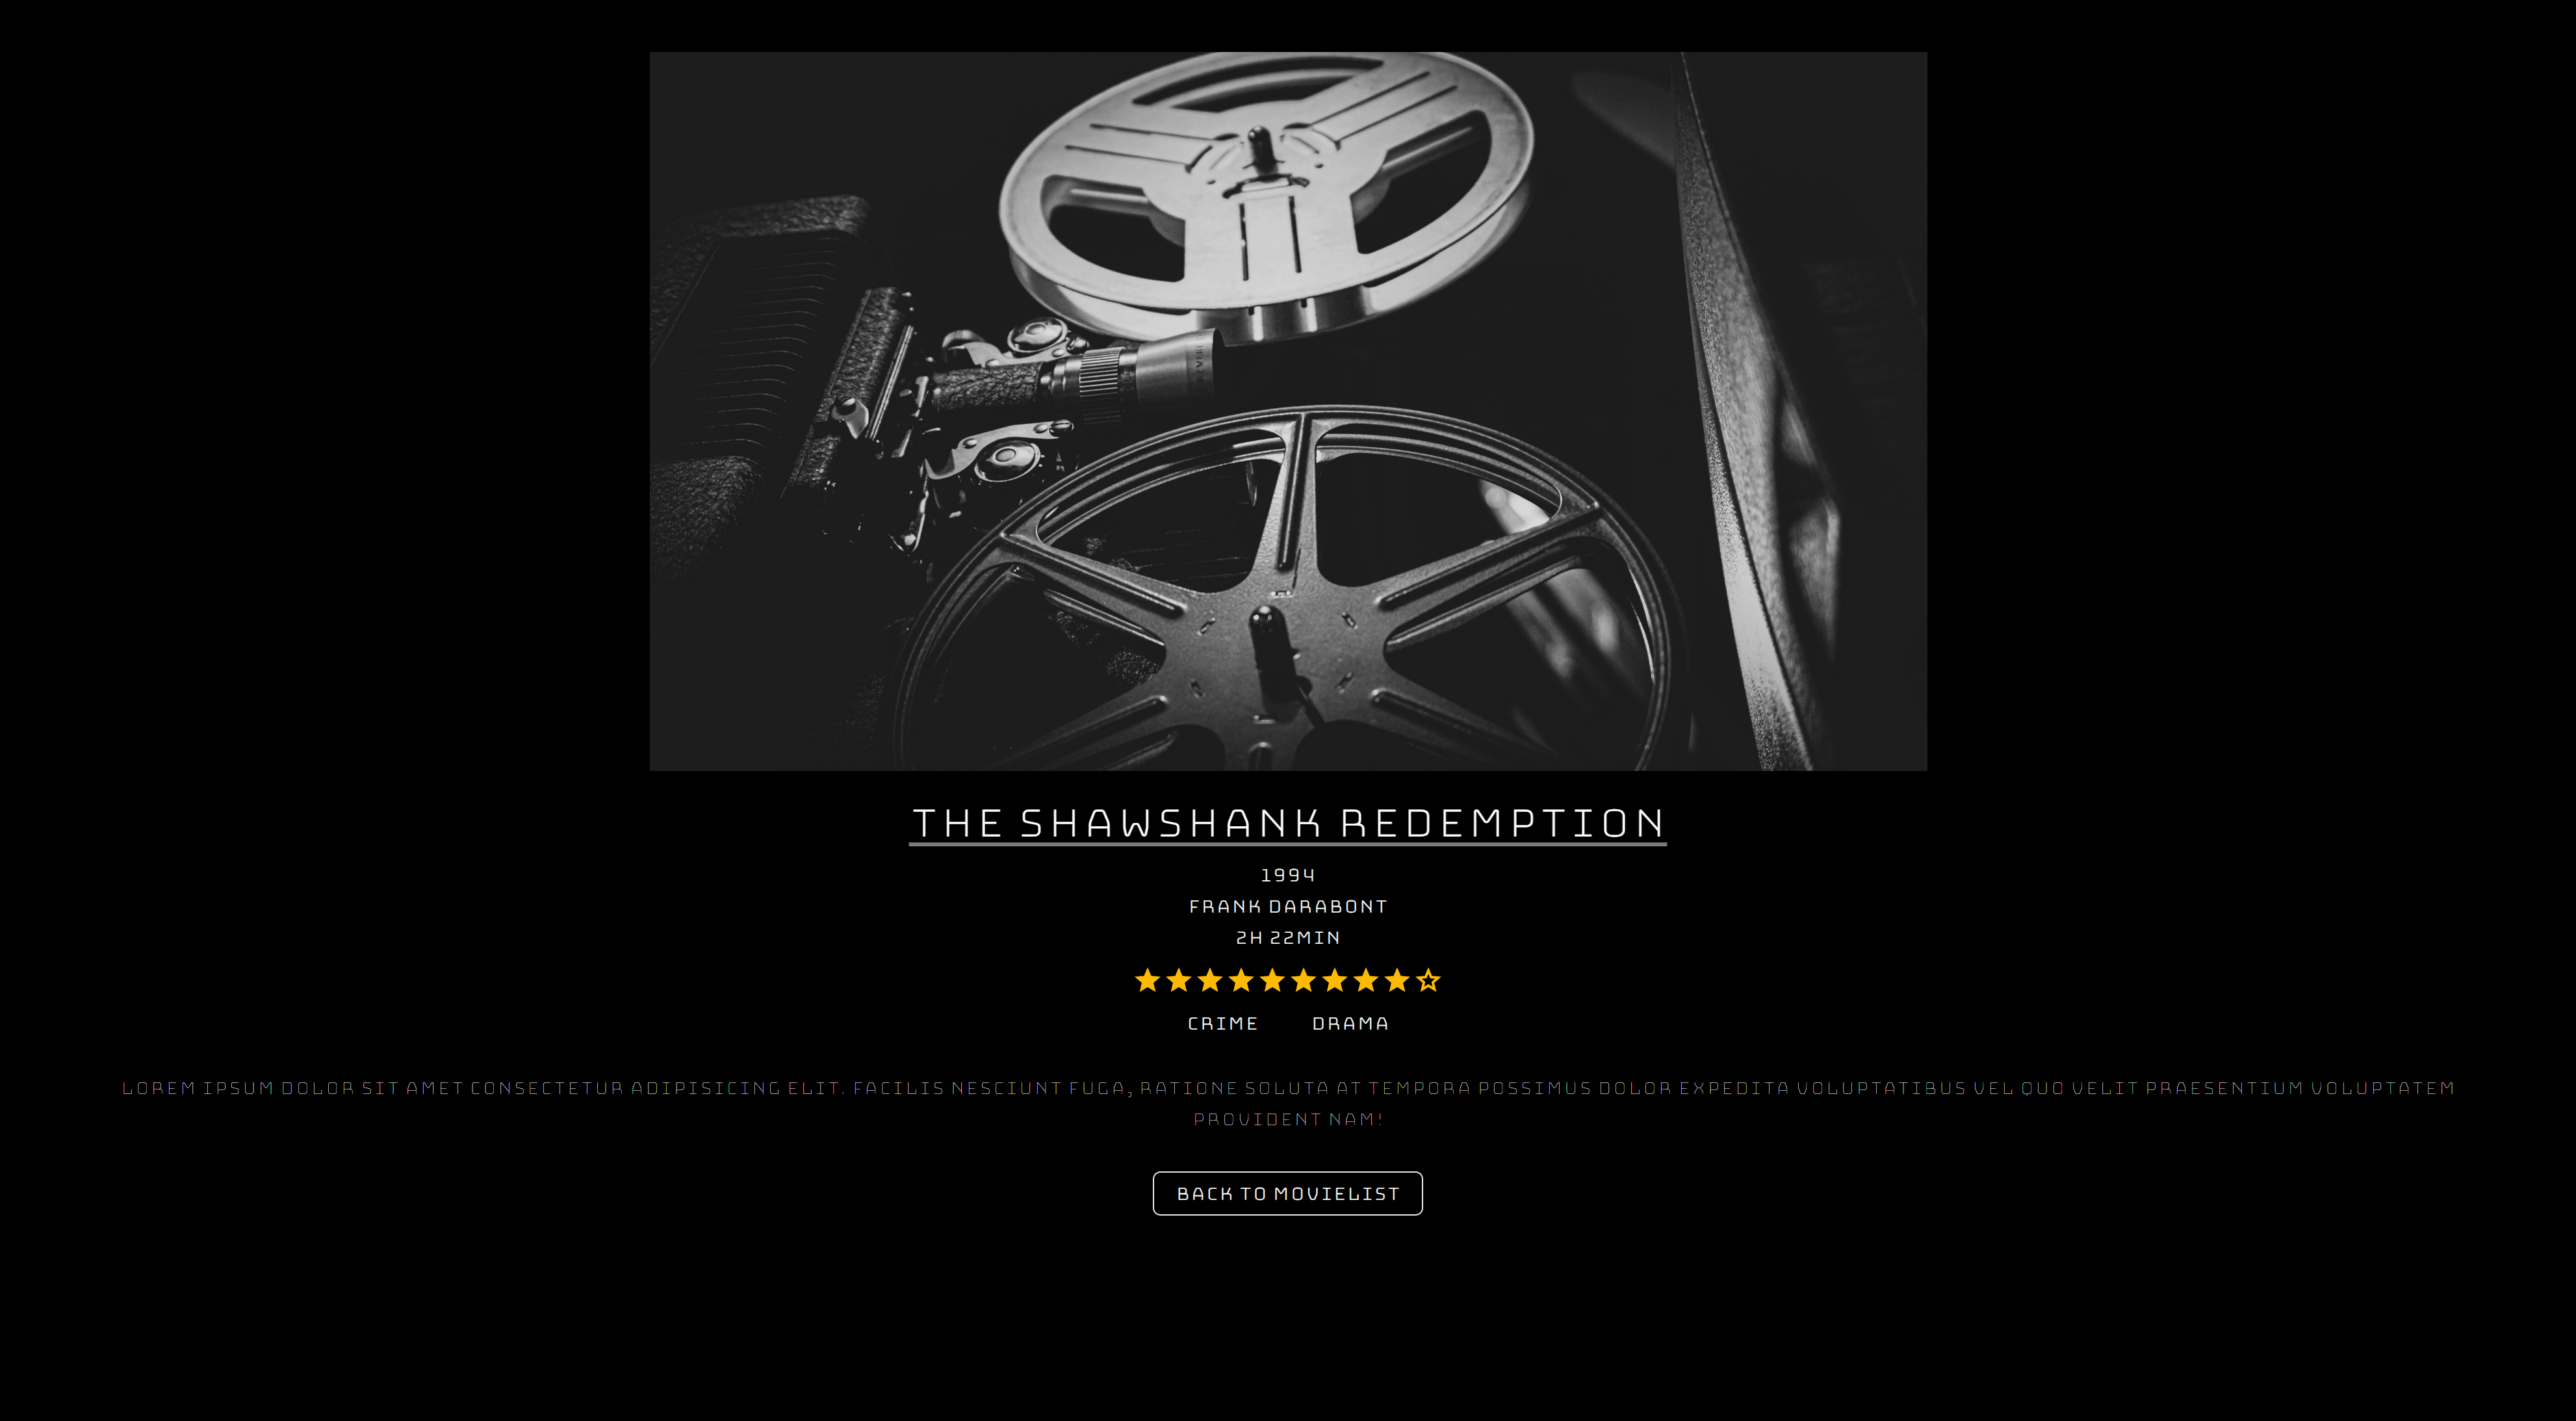 THE SHAWSHANK REDEMPTION
1994
FRANK DARABONT
2H 22MIN
CRIME DRAMA
LOREM IPSUM DOLOR SIT AMET CONSECTETUR ADIPISICING ELIT. FACILIS NESCIUNT FUGA, RATIONE SOLUTA AT TEMPORA POSSIMUS DOLOR EXPEDITA VOLUPTATIBUS VEL QUO VELIT PRAESENTIUM VOLUPTATEM
PROVIDENT NAM!
BACK TO MOVIELIST